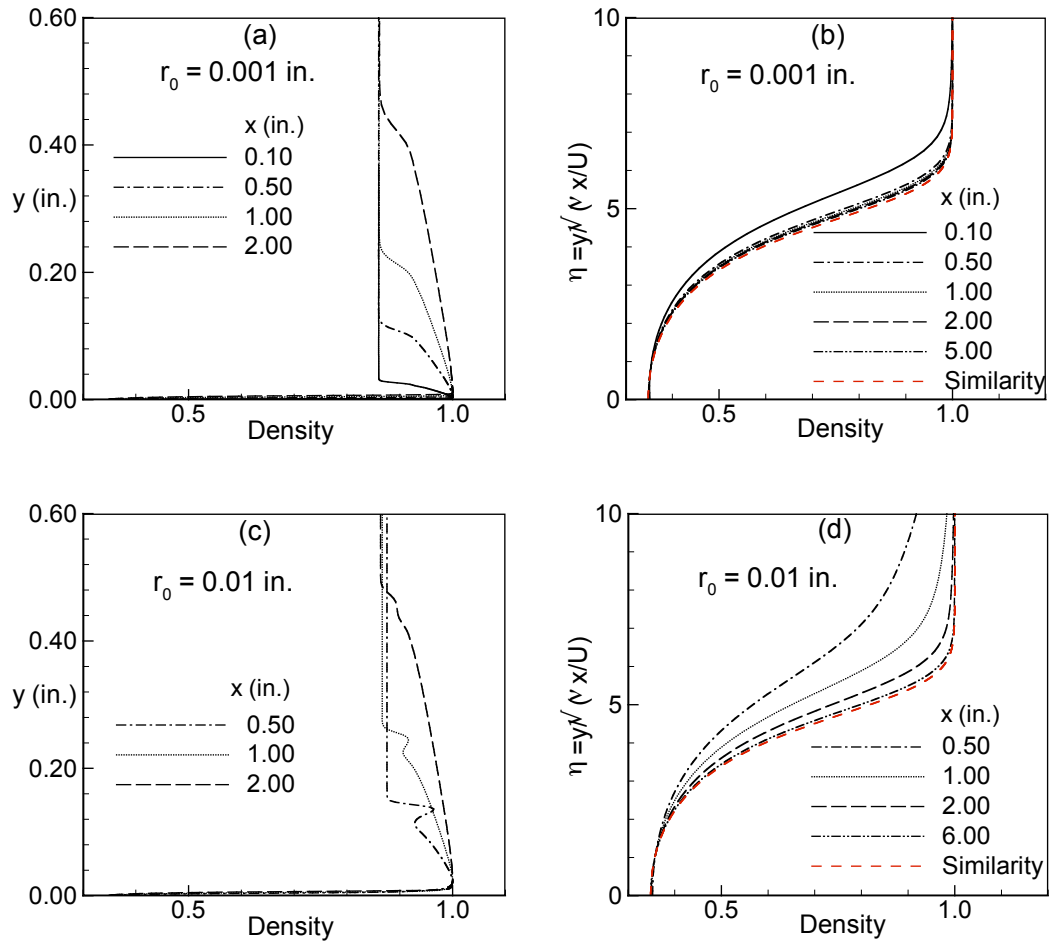 (a)
r0 = 0.001 in.
x (in.)
0.10
0.50
1.00
2.00
y (in.)
0.60
0.40
0.20
0.00
0.5
1.0
Density
(b)
r0 = 0.001 in.
x (in.)
0.10
0.50
1.00
2.00
5.00
Similarity
η =y/√ (ν x/U)
10
5
0
0.5
1.0
Density
(c)
r0 = 0.01 in.
x (in.)
0.50
1.00
2.00
y (in.)
0.60
0.40
0.20
0.00
0.5
1.0
Density
(d)
r0 = 0.01 in.
x (in.)
0.50
1.00
2.00
6.00
Similarity
η =y/√ (ν x/U)
10
5
0
0.5
1.0
Density